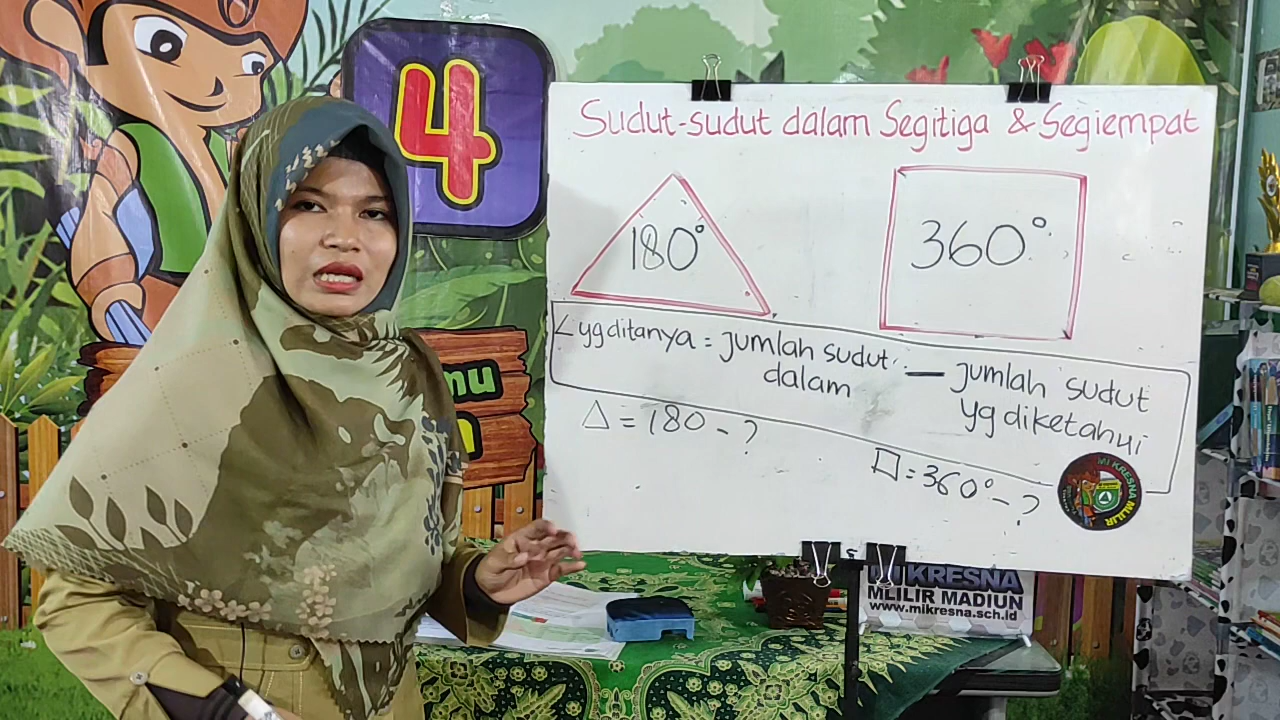 4
mu
Sudut-sudut dalam Segitiga & Segiempat
180°
360°
∠ yg ditanya = jumlah sudut dalam — jumlah sudut yg diketahui
△ = 180 - ?
□ = 360° - ?
MI KRESNA MLILIR
MI KRESNA
MLILIR MADIUN
www.mikresna.sch.id